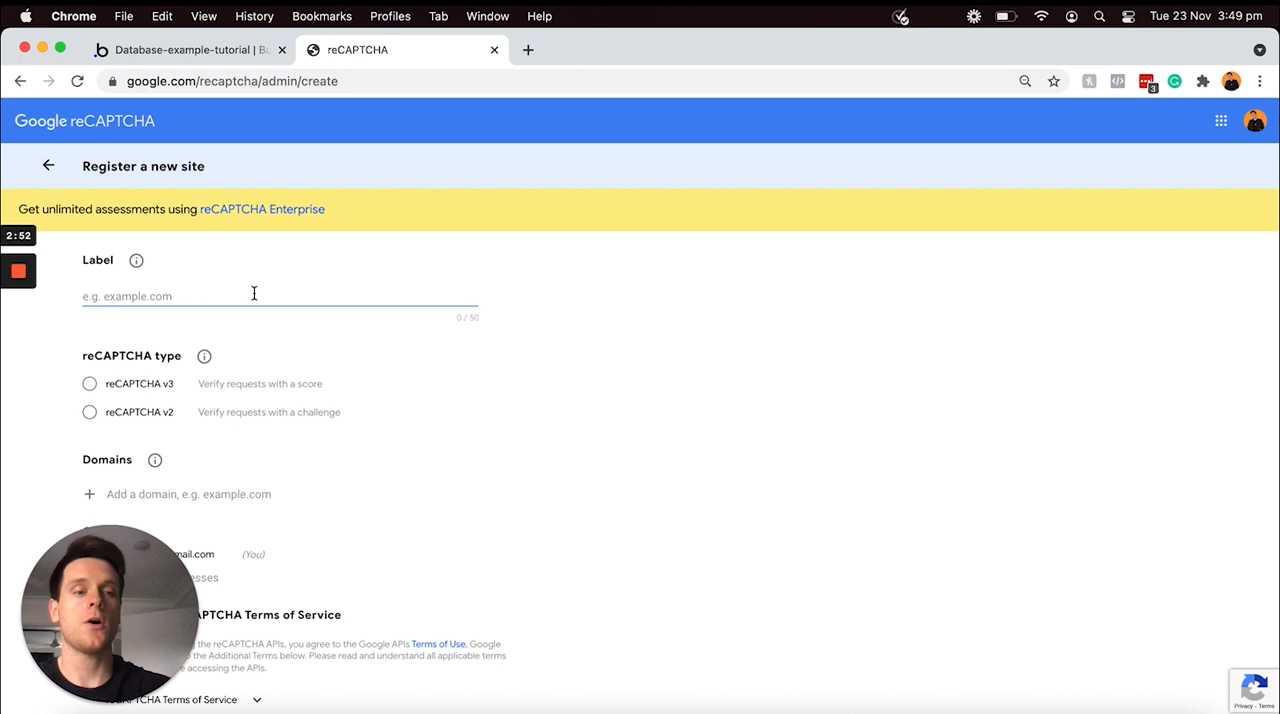 Chrome File Edit View History Bookmarks Profiles Tab Window Help Tue 23 Nov 3:49 pm
Database-example-tutorial | Bu reCAPTCHA
google.com/recaptcha/admin/create
3
Google reCAPTCHA
Register a new site
Get unlimited assessments using reCAPTCHA Enterprise
2:52
Label
e.g. example.com
0 / 50
reCAPTCHA type
reCAPTCHA v3 Verify requests with a score
reCAPTCHA v2 Verify requests with a challenge
Domains
Add a domain, e.g. example.com
mail.com (You)
esses
APTCHA Terms of Service
g the reCAPTCHA APIs, you agree to the Google APIs Terms of Use, Google
to the Additional Terms below. Please read and understand all applicable terms
e accessing the APIs.
reCAPTCHA Terms of Service
Privacy - Terms